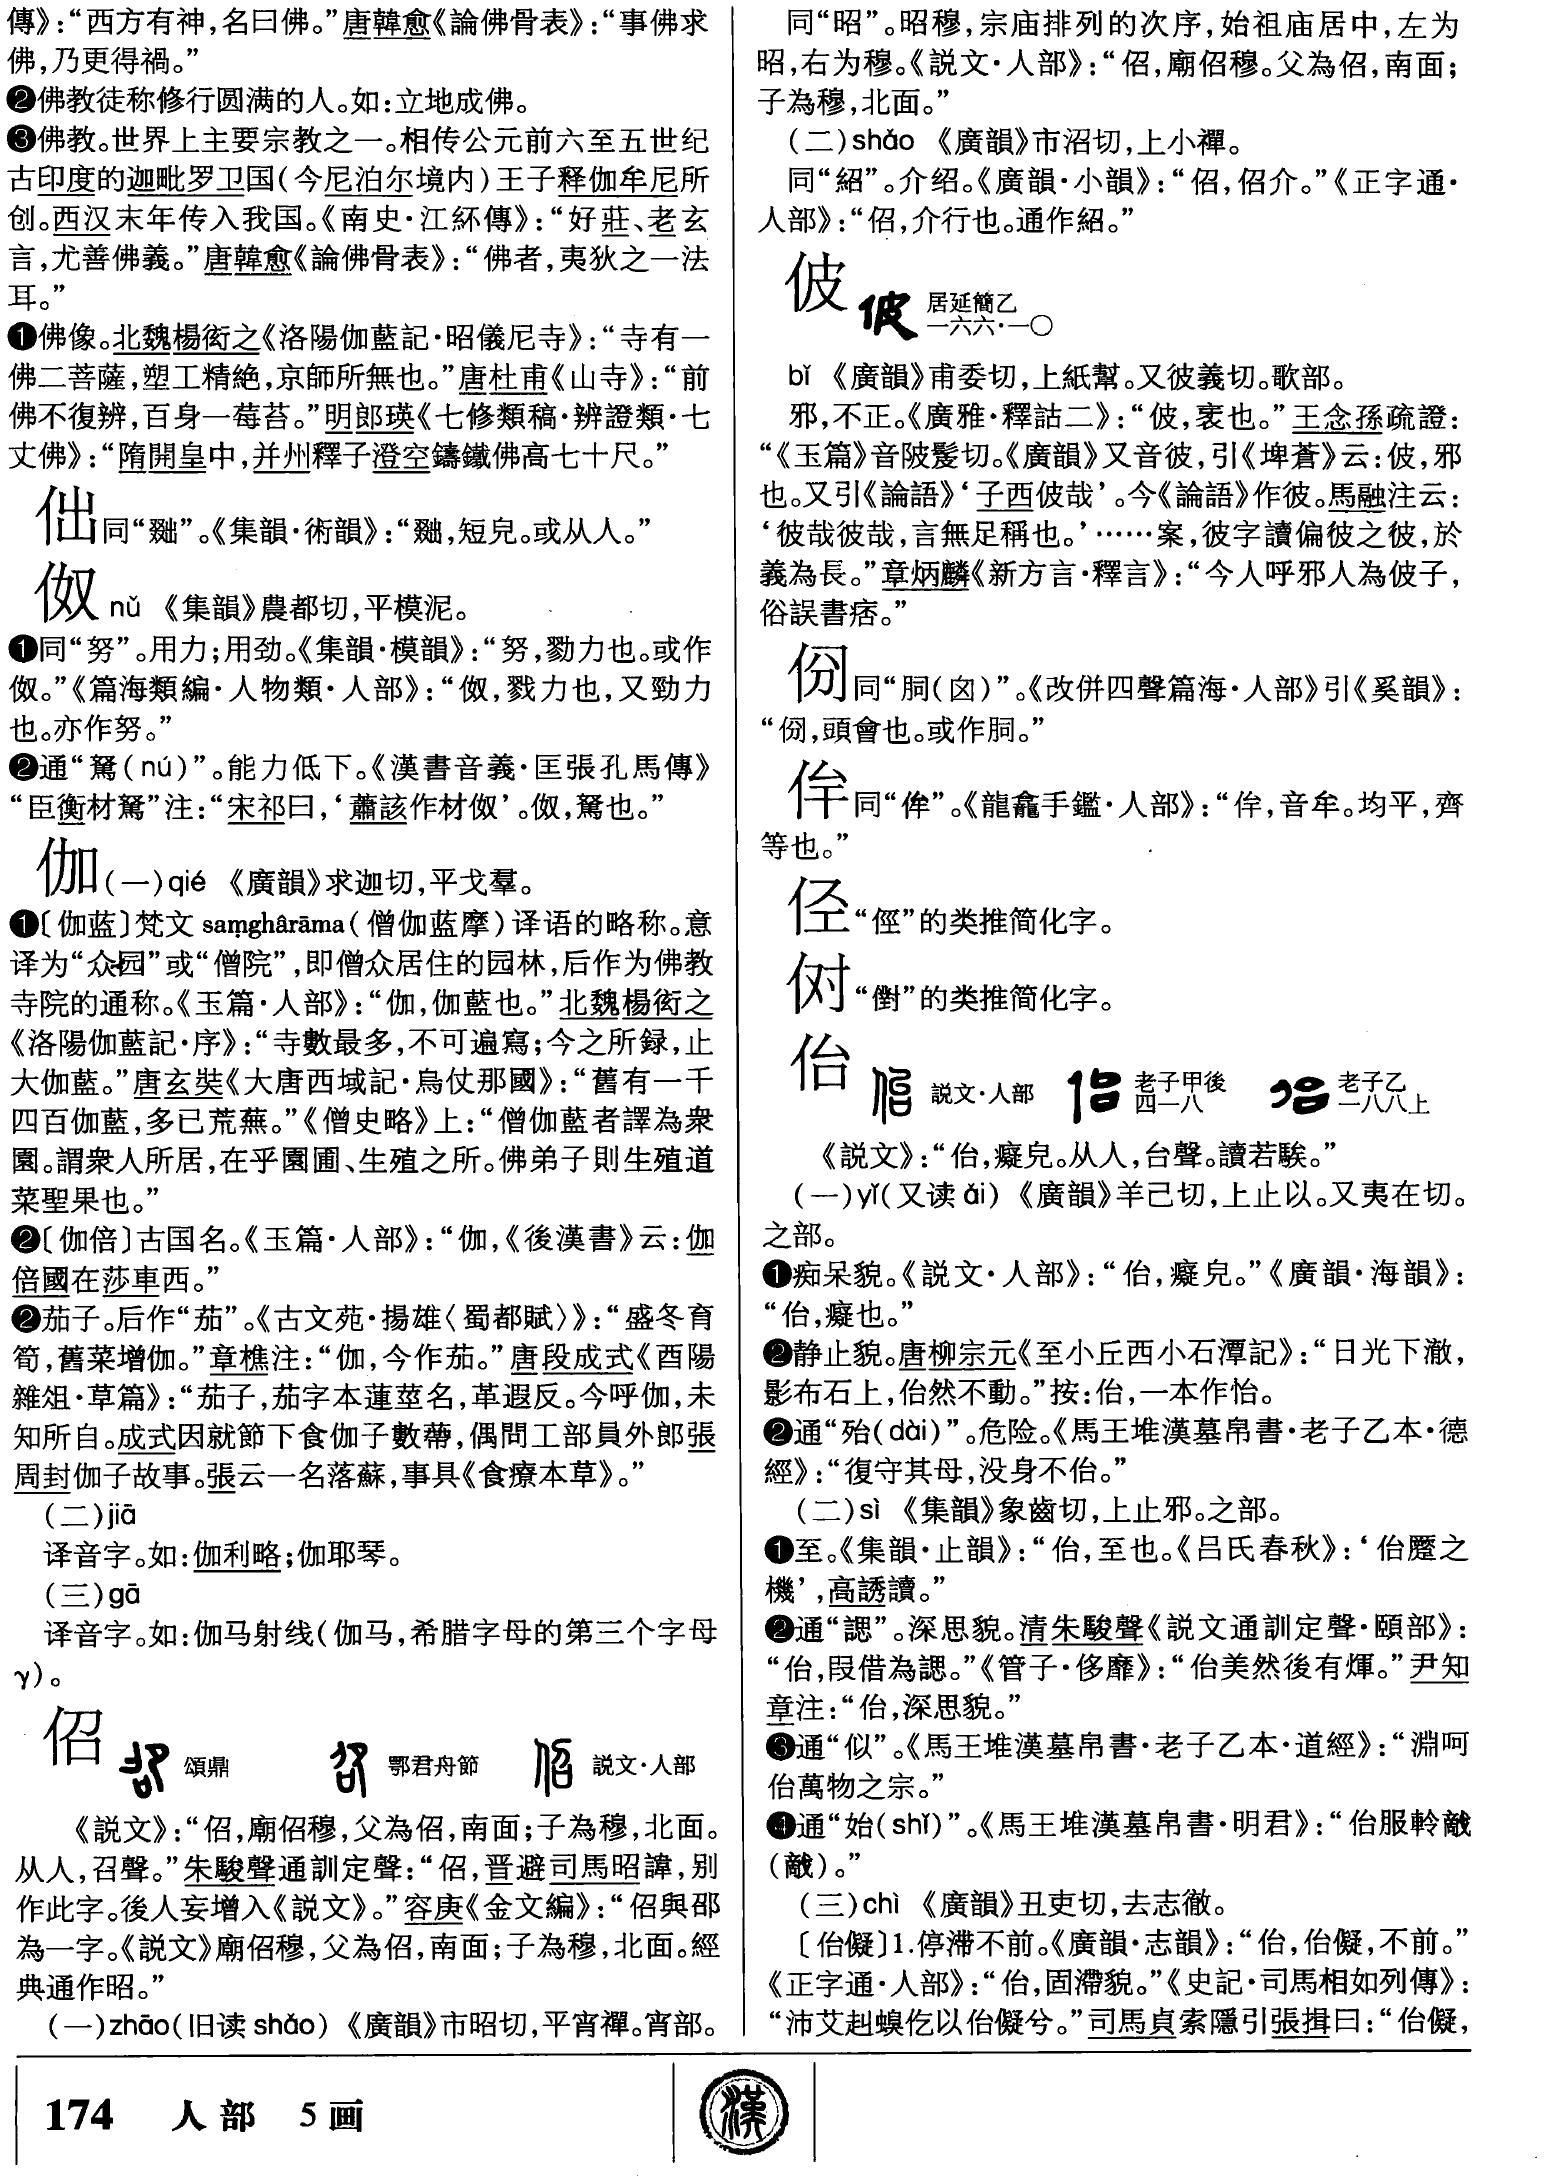 傳》：“西方有神，名曰佛。”唐韓愈《論佛骨表》：“事佛求
佛，乃更得禍。”
❷佛教徒称修行圆满的人。如：立地成佛。
❸佛教。世界上主要宗教之一。相传公元前六至五世纪
古印度的迦毗罗卫国（今尼泊尔境内）王子释伽牟尼所
创。西汉末年传入我国。《南史·江紑傳》：“好莊、老玄
言，尤善佛義。”唐韓愈《論佛骨表》：“佛者，夷狄之一法
耳。”
❶佛像。北魏楊衒之《洛陽伽藍記·昭儀尼寺》：“寺有一
佛二菩薩，塑工精絶，京師所無也。”唐杜甫《山寺》：“前
佛不復辨，百身一莓苔。”明郎瑛《七修類稿·辨證類·七
丈佛》：“隋開皇中，并州釋子澄空鑄鐵佛高七十尺。”
㑁同“𪐀”。《集韻·術韻》：“，短皃。或从人。”
伮 nǔ 《集韻》農都切，平模泥。
❶同“努”。用力；用劲。《集韻·模韻》：“努，勠力也。或作
伮。”《篇海類編·人物類·人部》：“伮，戮力也，又勁力
也。亦作努。”
❷通“駑（nú）”。能力低下。《漢書音義·匡張孔馬傳》
“臣衡材駑”注：“宋祁曰，‘蕭該作材伮’。伮，駑也。”
伽（一）qié 《廣韻》求迦切，平戈羣。
❶〔伽蓝〕梵文 saṃghârāma（僧伽蓝摩）译语的略称。意
译为“众园”或“僧院”，即僧众居住的园林，后作为佛教
寺院的通称。《玉篇·人部》：“伽，伽藍也。”北魏楊衒之
《洛陽伽藍記·序》：“寺數最多，不可遍寫；今之所録，止
大伽藍。”唐玄奘《大唐西域記·烏仗那國》：“舊有一千
四百伽藍，多已荒蕪。”《僧史略》上：“僧伽藍者譯為衆
園。謂衆人所居，在乎園圃、生殖之所。佛弟子則生殖道
菜聖果也。”
❷〔伽倍〕古国名。《玉篇·人部》：“伽，《後漢書》云：伽
倍國在莎車西。”
❷茄子。后作“茄”。《古文苑·揚雄〈蜀都賦〉》：“盛冬育
筍，舊菜增伽。”章樵注：“伽，今作茄。”唐段成式《酉陽
雜俎·草篇》：“茄子，茄字本蓮莖名，革遐反。今呼伽，未
知所自。成式因就節下食伽子數蔕，偶問工部員外郎張
周封伽子故事。張云一名落蘇，事具《食療本草》。”
（二）jiā
译音字。如：伽利略；伽耶琴。
（三）gā
译音字。如：伽马射线（伽马，希腊字母的第三个字母
γ）。
佋 頌鼎 鄂君舟節 説文·人部
《説文》：“佋，廟佋穆，父為佋，南面；子為穆，北面。
从人，召聲。”朱駿聲通訓定聲：“佋，晋避司馬昭諱，别
作此字。後人妄增入《説文》。”容庚《金文編》：“佋與卲
為一字。《説文》廟佋穆，父為佋，南面；子為穆，北面。經
典通作昭。”
（一）zhāo（旧读 sháo） 《廣韻》市昭切，平宵禪。宵部。
同“昭”。昭穆，宗庙排列的次序，始祖庙居中，左为
昭，右为穆。《説文·人部》：“佋，廟佋穆。父為佋，南面；
子為穆，北面。”
（二）shào 《廣韻》市沼切，上小禪。
同“紹”。介绍。《廣韻·小韻》：“佋，佋介。”《正字通·
人部》：“佋，介行也。通作紹。”
佊 居延簡乙
一六六·一〇
bǐ 《廣韻》甫委切，上紙幫。又彼義切。歌部。
邪，不正。《廣雅·釋詁二》：“佊，衺也。”王念孫疏證：
“《玉篇》音陂髲切。《廣韻》又音彼，引《埤蒼》云：佊，邪
也。又引《論語》‘子西佊哉’。今《論語》作彼。馬融注云：
‘彼哉彼哉，言無足稱也。’……案，彼字讀偏彼之彼，於
義為長。”章炳麟《新方言·釋言》：“今人呼邪人為佊子，
俗誤書痞。”
同“胴（囟）”。《改併四聲篇海·人部》引《奚韻》：
“，頭會也。或作胴。”
㑄同“侔”。《龍龕手鑑·人部》：“㑄，音牟。均平，齊
等也。”
伾“俓”的类推简化字。
㑔“儏”的类推简化字。
佁 説文·人部 老子甲後
四一八 老子乙
一八八上
《説文》：“佁，癡皃。从人，台聲。讀若騃。”
（一）yǐ（又读 ǎi） 《廣韻》羊己切，上止以。又夷在切。
之部。
❶痴呆貌。《説文·人部》：“佁，癡皃。”《廣韻·海韻》：
“佁，癡也。”
❷静止貌。唐柳宗元《至小丘西小石潭記》：“日光下澈，
影布石上，佁然不動。”按：佁，一本作怡。
❷通“殆（dài）”。危险。《馬王堆漢墓帛書·老子乙本·德
經》：“復守其母，没身不佁。”
（二）sì 《集韻》象齒切，上止邪。之部。
❶至。《集韻·止韻》：“佁，至也。《吕氏春秋》：‘佁蹷之
機’，高誘讀。”
❷通“諰”。深思貌。清朱駿聲《説文通訓定聲·頤部》：
“佁，叚借為諰。”《管子·侈靡》：“佁美然後有煇。”尹知
章注：“佁，深思貌。”
❸通“似”。《馬王堆漢墓帛書·老子乙本·道經》：“淵呵
佁萬物之宗。”
❹通“始（shǐ）”。《馬王堆漢墓帛書·明君》：“佁服軨敵
（敵）。”
（三）chì 《廣韻》丑吏切，去志徹。
〔佁儗〕1.停滯不前。《廣韻·志韻》：“佁，佁儗，不前。”
《正字通·人部》：“佁，固滯貌。”《史記·司馬相如列傳》：
“沛艾赳螑仡以佁儗兮。”司馬貞索隱引張揖曰：“佁儗，
174 人部 5画
漢